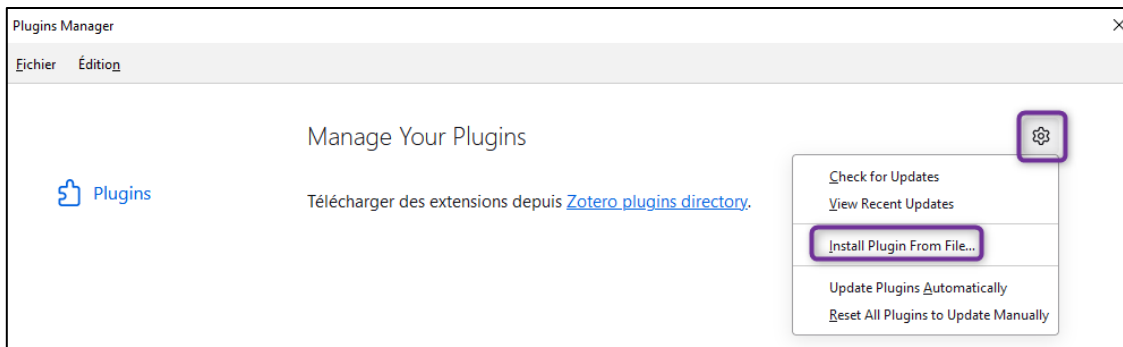 Plugins Manager
Fichier Édition
Manage Your Plugins
Plugins
Télécharger des extensions depuis Zotero plugins directory.
Check for Updates
View Recent Updates
Install Plugin From File...
Update Plugins Automatically
Reset All Plugins to Update Manually